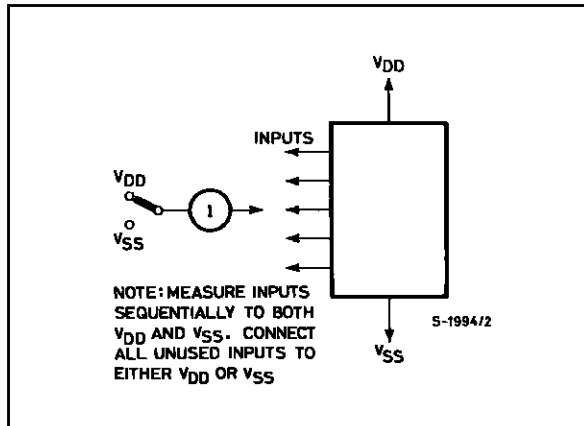 VDD
INPUTS
VDD
I
VSS
NOTE: MEASURE INPUTS
SEQUENTIALLY TO BOTH
VDD AND VSS. CONNECT
ALL UNUSED INPUTS TO
EITHER VDD OR VSS
S-1994/2
VSS